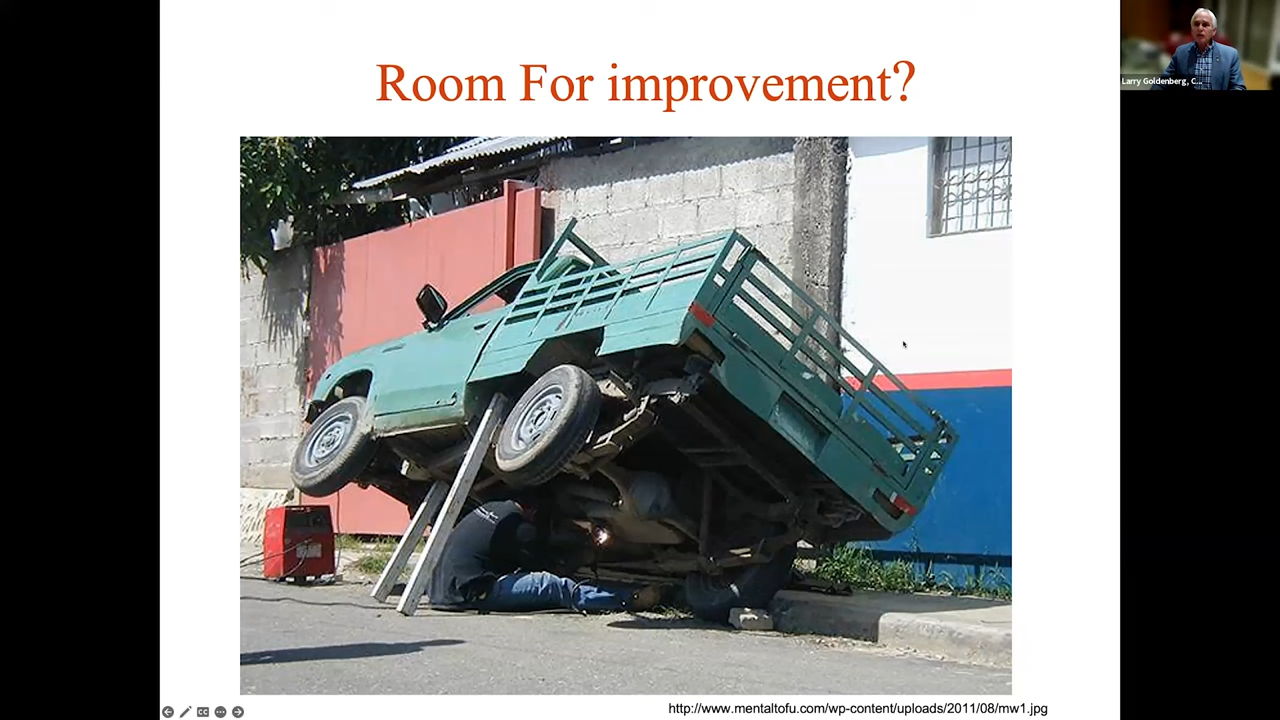 Room For improvement?
Larry Goldenberg, C...
http://www.mentaltofu.com/wp-content/uploads/2011/08/mw1.jpg